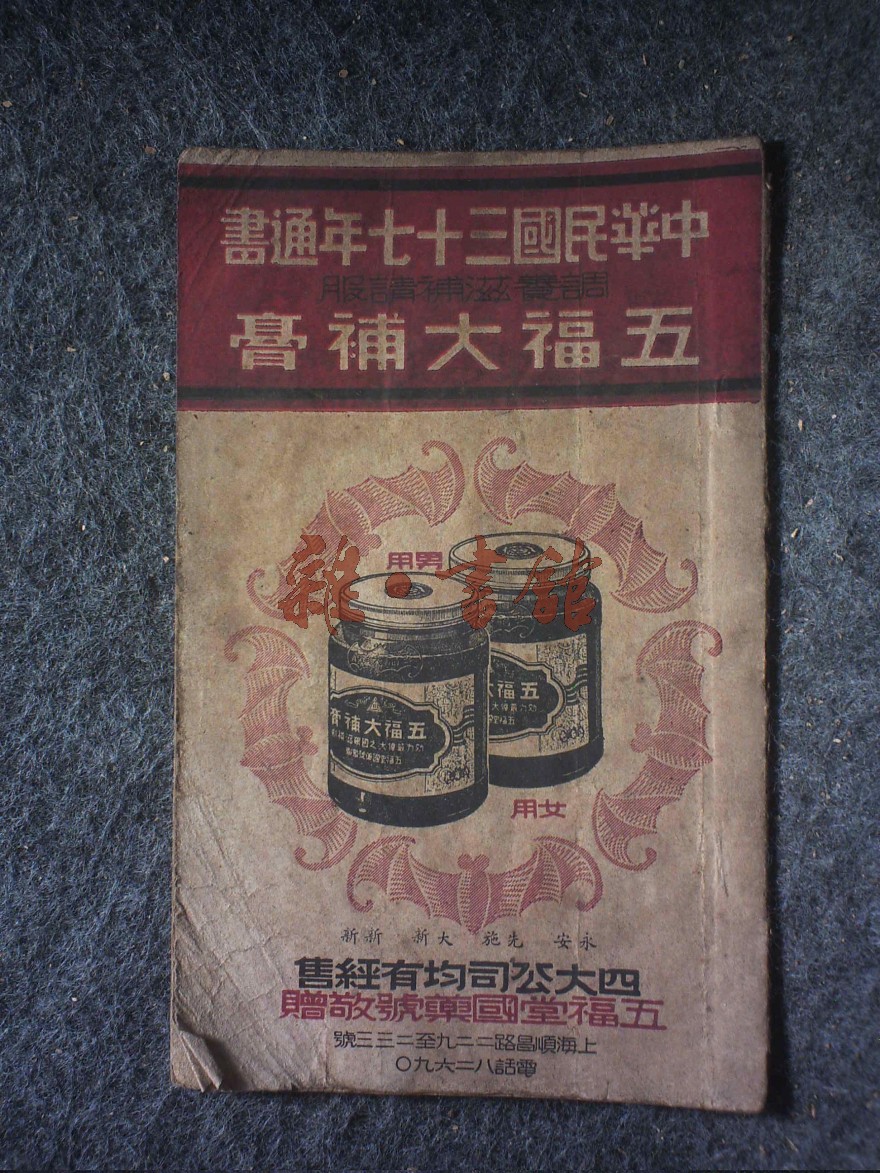 中華民國三十七年通書
調養滋補請服
五福大補膏
男用
雜·書館
五福大補膏
五福
女用
永安 先施 大新 新新
四大公司均有經售
五福堂國藥號敬贈
上海順昌路二二九至二三三號
電話八二六九〇